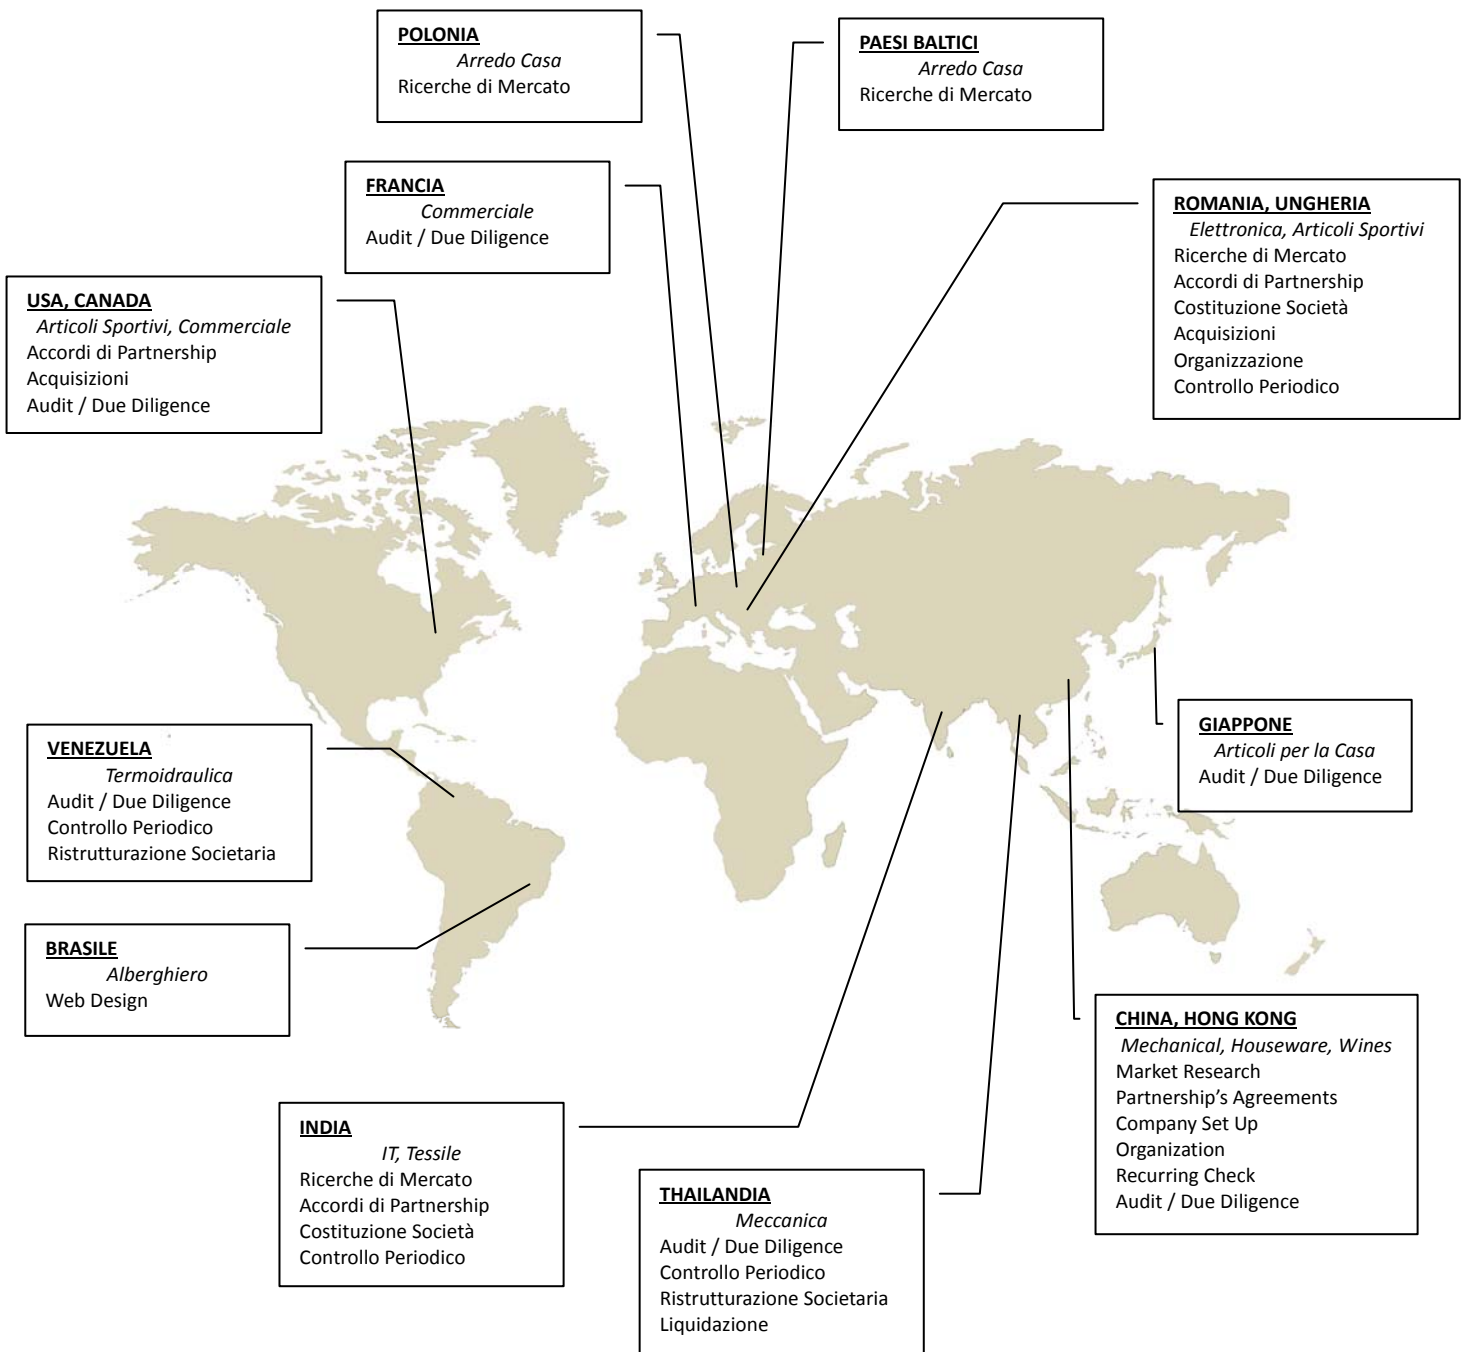 POLONIA
Arredo Casa
Ricerche di Mercato
PAESI BALTICI
Arredo Casa
Ricerche di Mercato
FRANCIA
Commerciale
Audit / Due Diligence
ROMANIA, UNGHERIA
Elettronica, Articoli Sportivi
Ricerche di Mercato
Accordi di Partnership
Costituzione Società
Acquisizioni
Organizzazione
Controllo Periodico
USA, CANADA
Articoli Sportivi, Commerciale
Accordi di Partnership
Acquisizioni
Audit / Due Diligence
VENEZUELA
Termoidraulica
Audit / Due Diligence
Controllo Periodico
Ristrutturazione Societaria
GIAPPONE
Articoli per la Casa
Audit / Due Diligence
BRASILE
Alberghiero
Web Design
CHINA, HONG KONG
Mechanical, Houseware, Wines
Market Research
Partnership’s Agreements
Company Set Up
Organization
Recurring Check
Audit / Due Diligence
INDIA
IT, Tessile
Ricerche di Mercato
Accordi di Partnership
Costituzione Società
Controllo Periodico
THAILANDIA
Meccanica
Audit / Due Diligence
Controllo Periodico
Ristrutturazione Societaria
Liquidazione